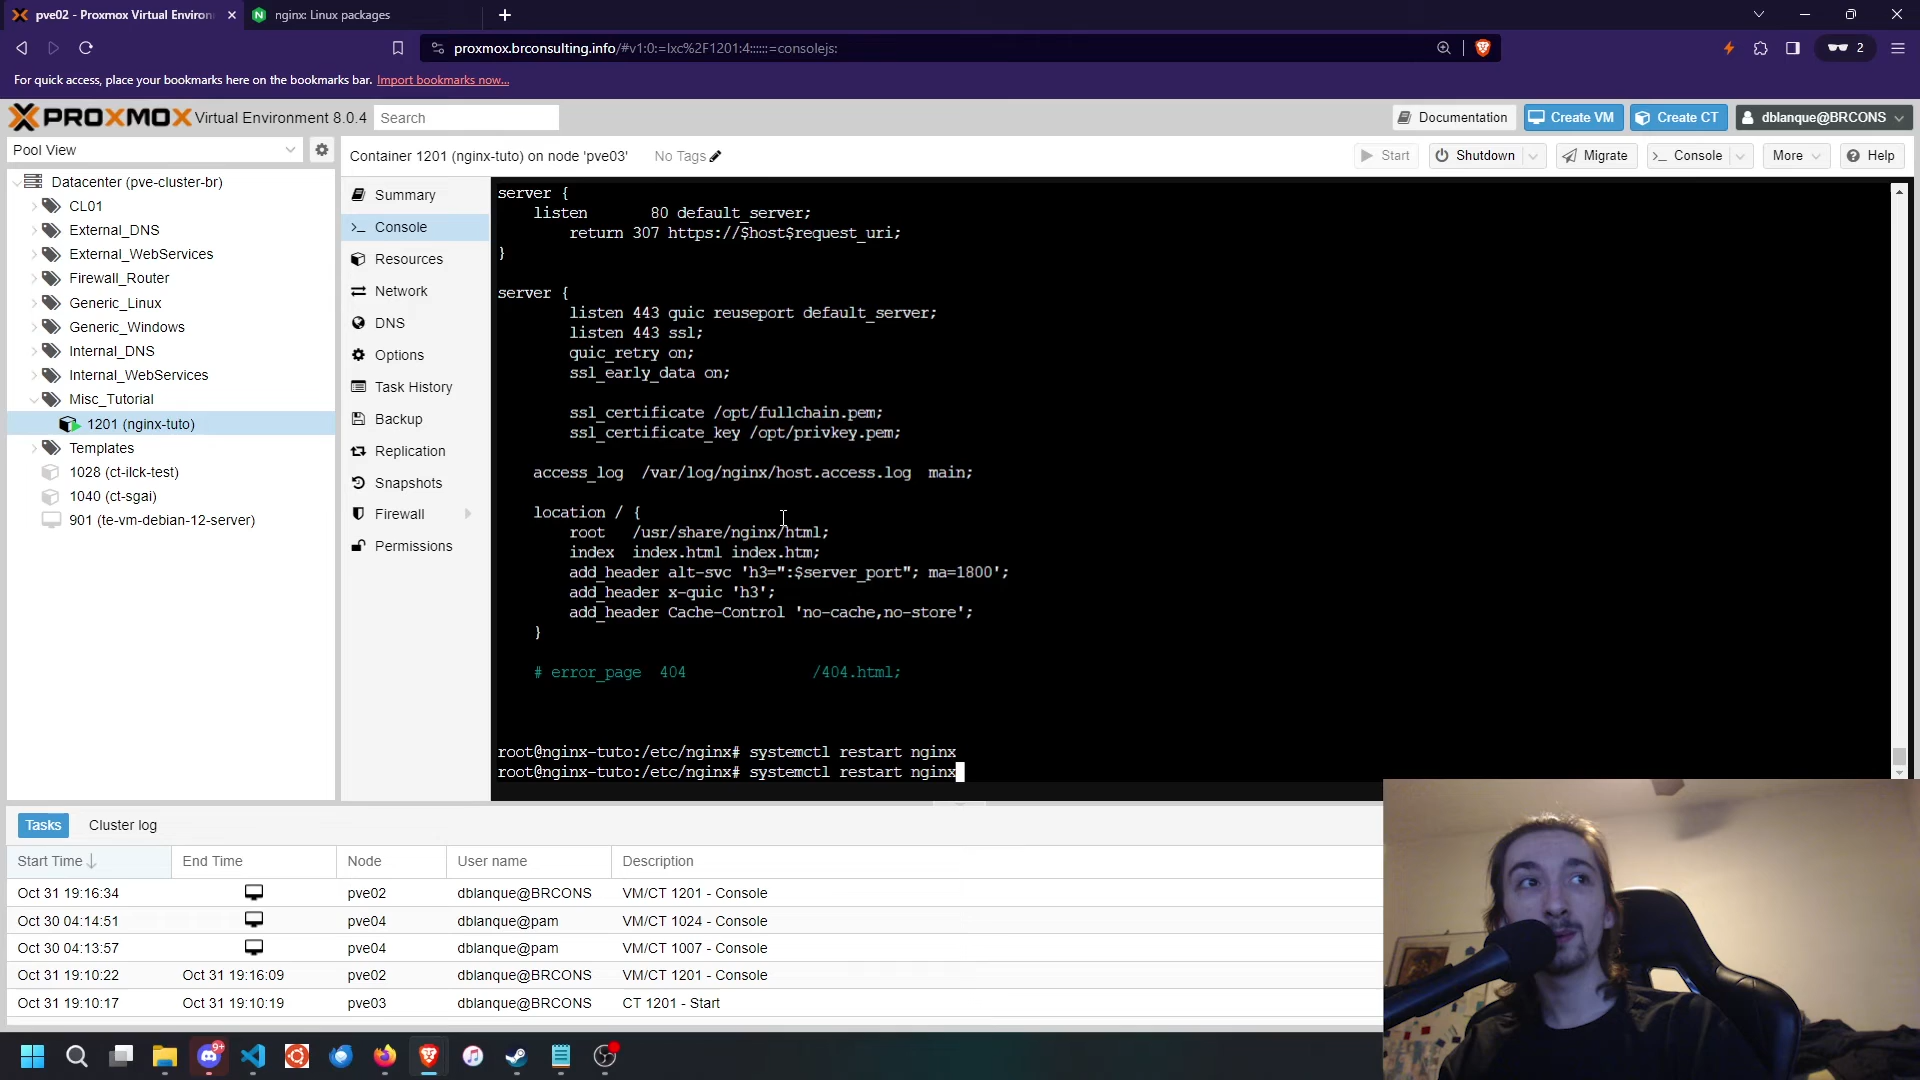 pve02 - Proxmox Virtual Environ
nginx: Linux packages
proxmox.brconsulting.info/#v1:0:=lxc%2F1201:4::::::=consolejs:
2
For quick access, place your bookmarks here on the bookmarks bar. Import bookmarks now...
PROXMOX Virtual Environment 8.0.4
Search
Documentation
Create VM
Create CT
dblanque@BRCONS
Pool View
Container 1201 (nginx-tuto) on node 'pve03'
No Tags
Start
Shutdown
Migrate
Console
More
Help
Datacenter (pve-cluster-br)
CL01
External_DNS
External_WebServices
Firewall_Router
Generic_Linux
Generic_Windows
Internal_DNS
Internal_WebServices
Misc_Tutorial
1201 (nginx-tuto)
Templates
1028 (ct-ilck-test)
1040 (ct-sgai)
901 (te-vm-debian-12-server)
Summary
Console
Resources
Network
DNS
Options
Task History
Backup
Replication
Snapshots
Firewall
Permissions
server {
listen 80 default_server;
return 307 https://$host$request_uri;
}
server {
listen 443 quic reuseport default_server;
listen 443 ssl;
quic_retry on;
ssl_early_data on;
ssl_certificate /opt/fullchain.pem;
ssl_certificate_key /opt/privkey.pem;
access_log /var/log/nginx/host.access.log main;
location / {
root /usr/share/nginx/html;
index index.html index.htm;
add_header alt-svc 'h3=":$server_port"; ma=1800';
add_header x-quic 'h3';
add_header Cache-Control 'no-cache,no-store';
}
# error_page 404 /404.html;
root@nginx-tuto:/etc/nginx# systemctl restart nginx
root@nginx-tuto:/etc/nginx# systemctl restart nginx
Tasks
Cluster log
Start Time End Time Node User name Description
Oct 31 19:16:34 pve02 dblanque@BRCONS VM/CT 1201 - Console
Oct 30 04:14:51 pve04 dblanque@pam VM/CT 1024 - Console
Oct 30 04:13:57 pve04 dblanque@pam VM/CT 1007 - Console
Oct 31 19:10:22 Oct 31 19:16:09 pve02 dblanque@BRCONS VM/CT 1201 - Console
Oct 31 19:10:17 Oct 31 19:10:19 pve03 dblanque@BRCONS CT 1201 - Start
9+